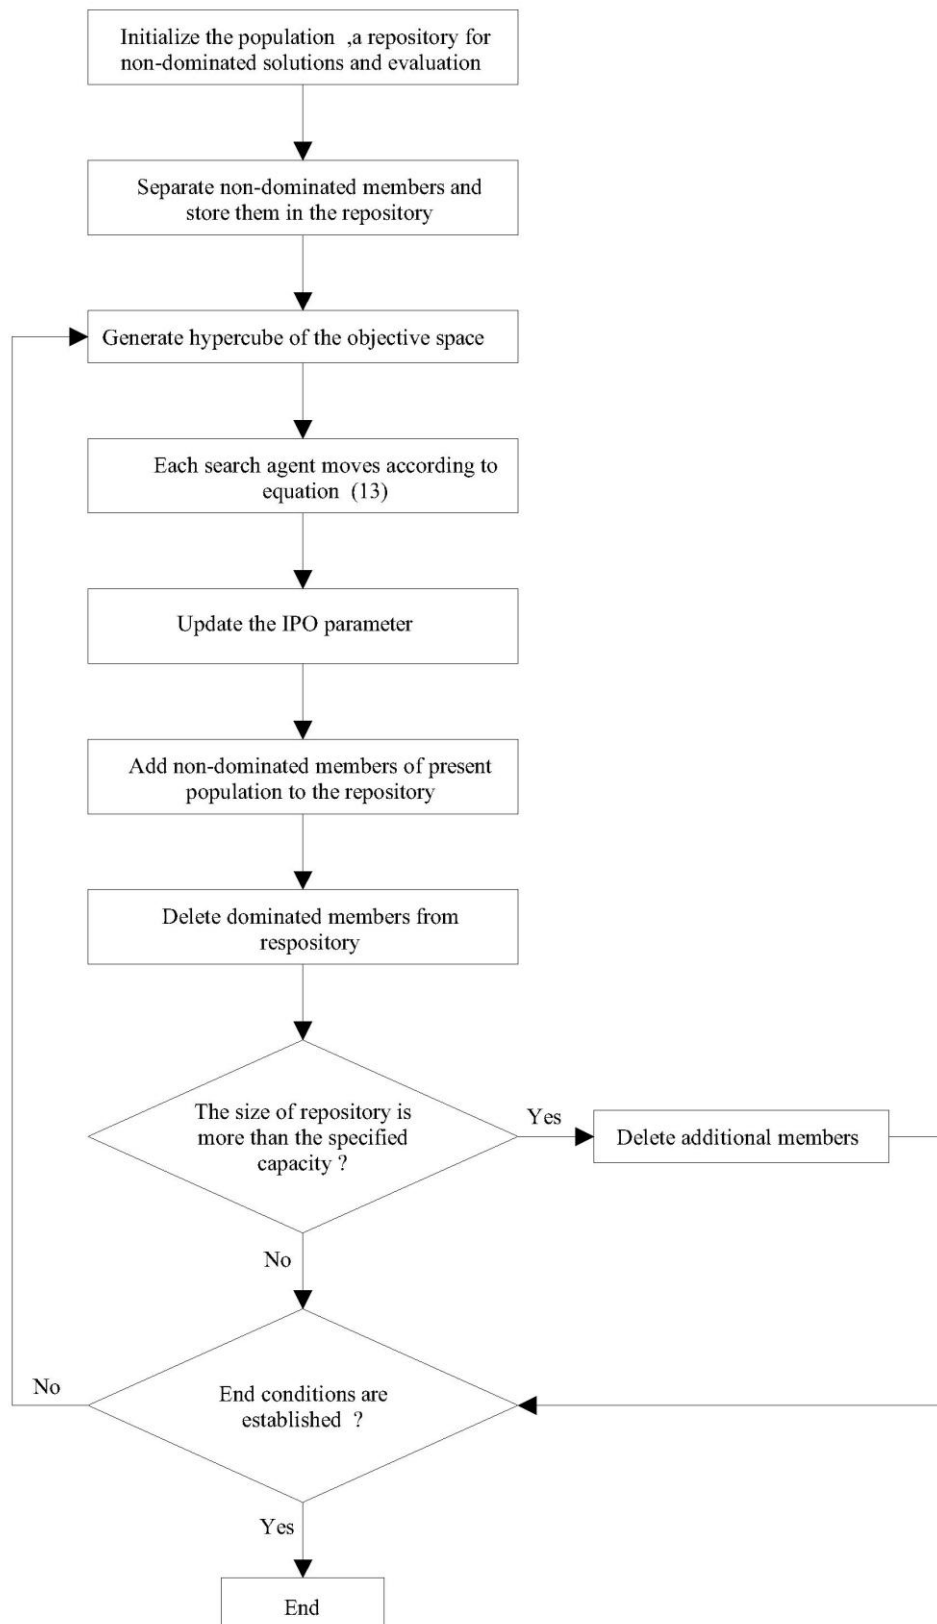 Initialize the population ,a repository for
non-dominated solutions and evaluation
Separate non-dominated members and
store them in the repository
Generate hypercube of the objective space
Each search agent moves according to
equation (13)
Update the IPO parameter
Add non-dominated members of present
population to the repository
Delete dominated members from
respository
The size of repository is
more than the specified
capacity ?
Yes
Delete additional members
No
End conditions are
established ?
No
Yes
End